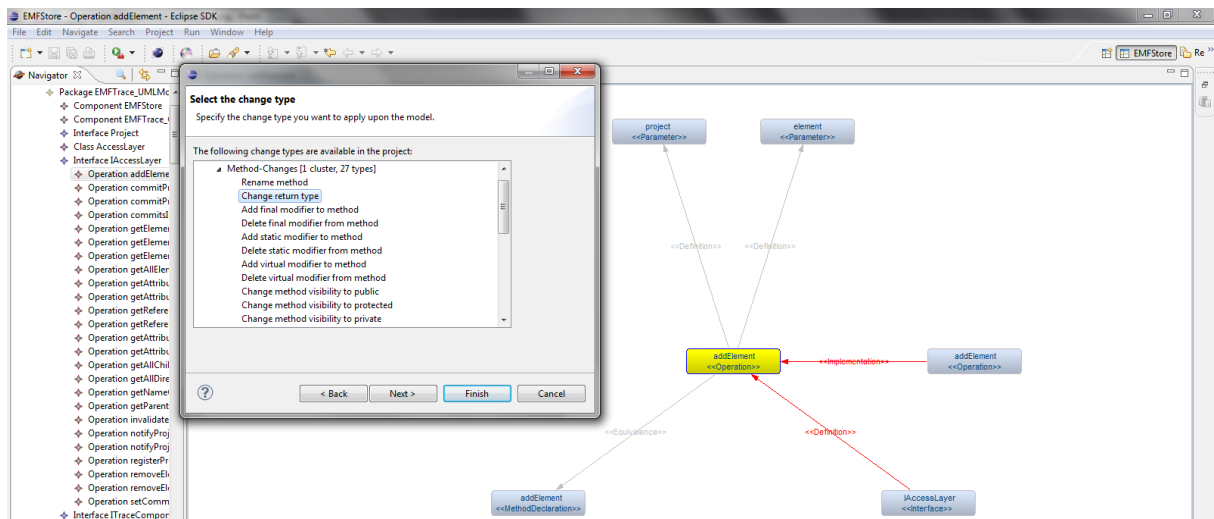 EMFStore - Operation addElement - Eclipse SDK
File Edit Navigate Search Project Run Window Help
EMFStore Re
Navigator
Package EMFTrace_UMLMc
Component EMFStore
Component EMFTrace_
Interface Project
Class AccessLayer
Interface IAccessLayer
Operation addEleme
Operation commitPr
Operation commitPr
Operation commitsI
Operation getElemer
Operation getElemer
Operation getElemer
Operation getAllElem
Operation getAttribu
Operation getAttribu
Operation getRefere
Operation getRefere
Operation getAttribu
Operation getAttribu
Operation getAllChil
Operation getAllDire
Operation getName
Operation getParent
Operation invalidate
Operation notifyProj
Operation notifyProj
Operation registerPr
Operation removeEle
Operation removeEle
Operation setComm
Interface ITraceCompor
Select the change type
Specify the change type you want to apply upon the model.
The following change types are available in the project:
Method-Changes [1 cluster, 27 types]
Rename method
Change return type
Add final modifier to method
Delete final modifier from method
Add static modifier to method
Delete static modifier from method
Add virtual modifier to method
Delete virtual modifier from method
Change method visibility to public
Change method visibility to protected
Change method visibility to private
? < Back Next > Finish Cancel
project
<<Parameter>>
element
<<Parameter>>
<<Definition>> <<Definition>>
addElement
<<Operation>>
<<Implementation>>
addElement
<<Operation>>
<<Equivalence>>
<<Definition>>
addElement
<<MethodDeclaration>>
IAccessLayer
<<Interface>>